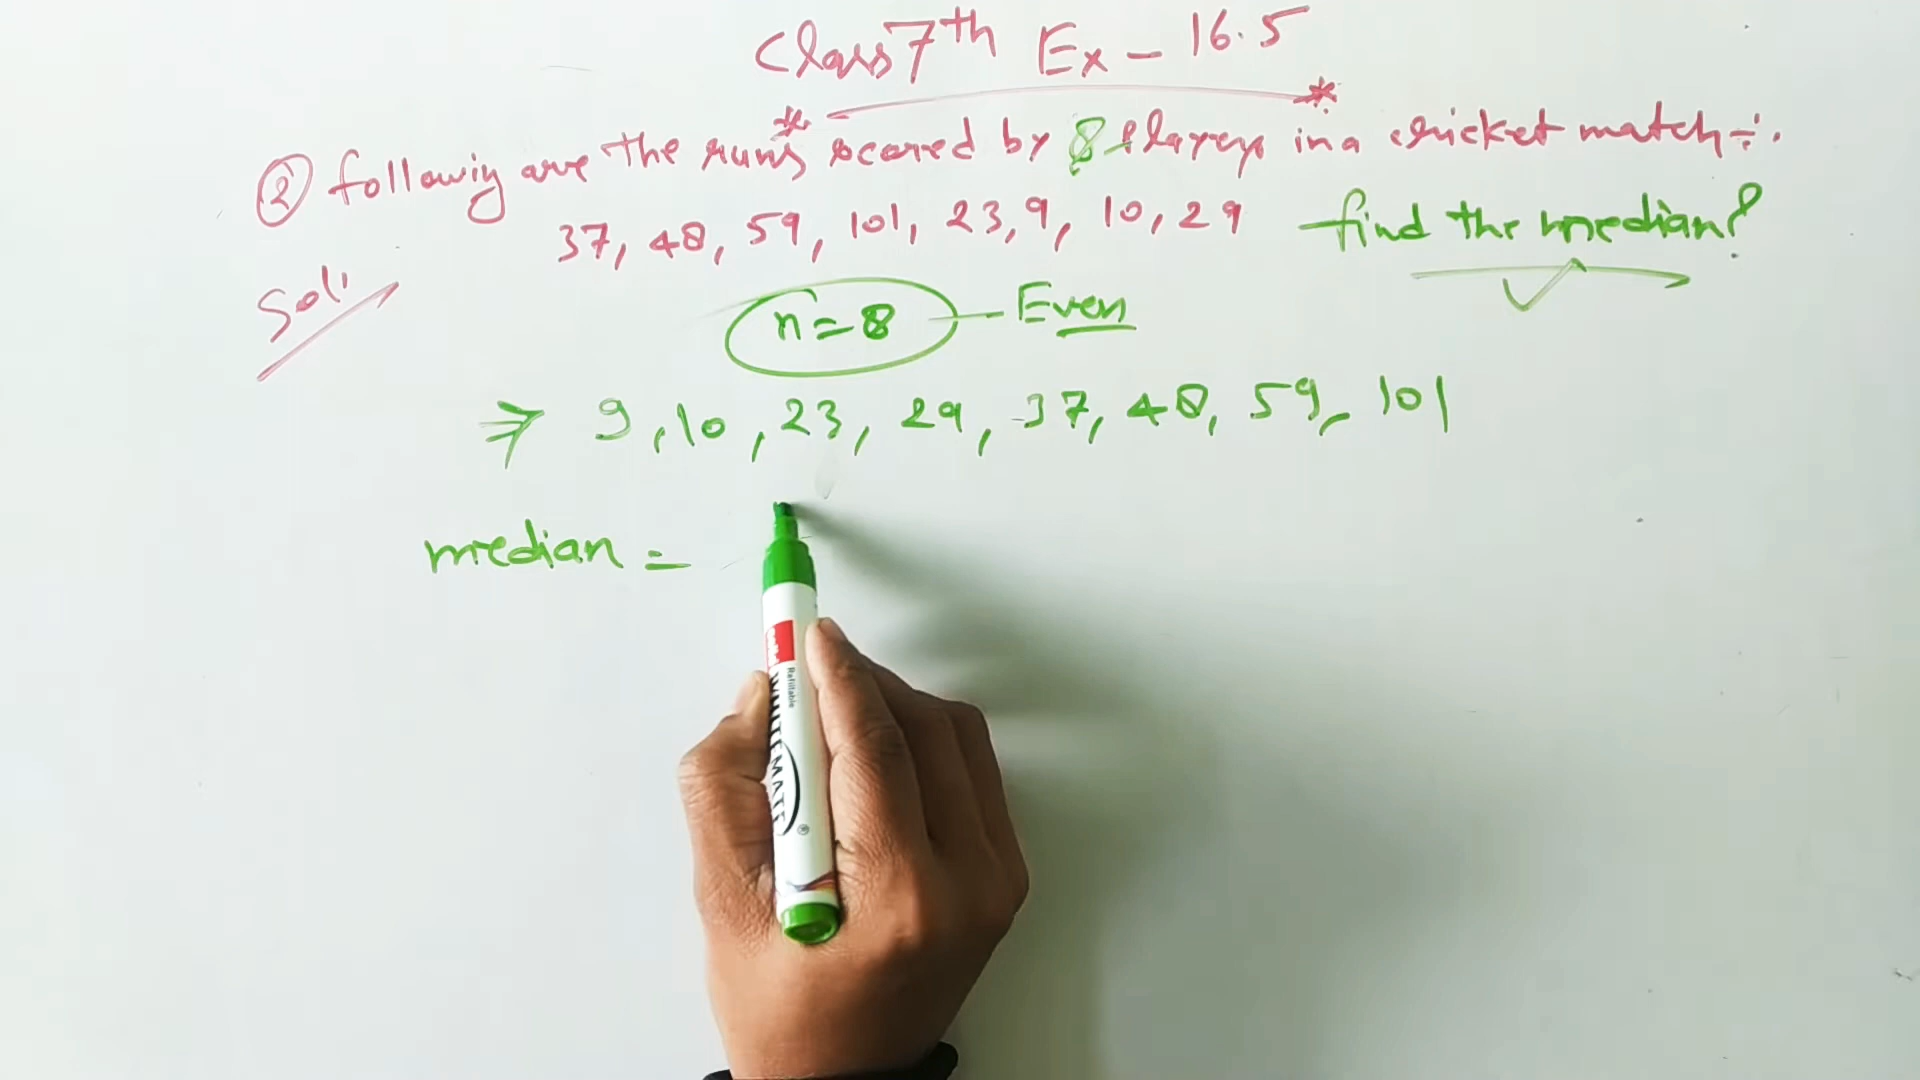 Class 7th Ex - 16.5
② following are the runs scored by 8 players in a cricket match ÷.
37, 48, 59, 101, 23, 9, 10, 29 find the median?
Sol.
n = 8 — Even
⇒ 9, 10, 23, 29, 37, 48, 59, 101
median =
Refillable
WHITEMATE ®